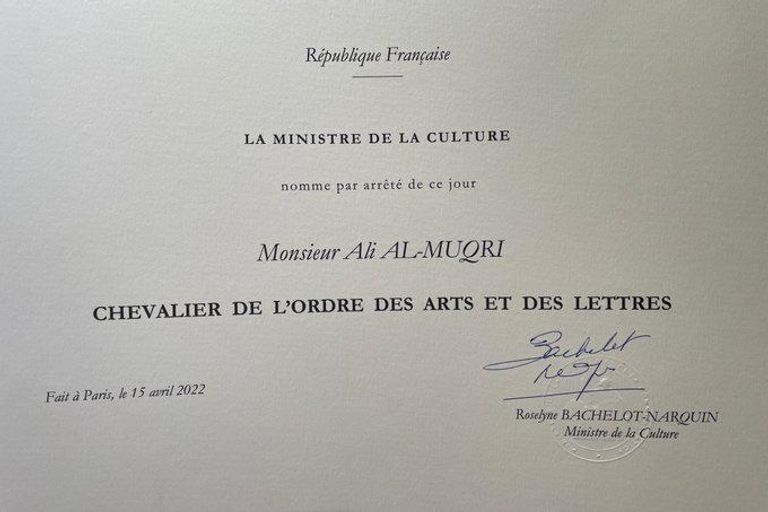 République Française
LA MINISTRE DE LA CULTURE
nomme par arrêté de ce jour
Monsieur Ali AL-MUQRI
CHEVALIER DE L'ORDRE DES ARTS ET DES LETTRES
Fait à Paris, le 15 avril 2022
Bachelot
Roselyne BACHELOT-NARQUIN
Ministre de la Culture